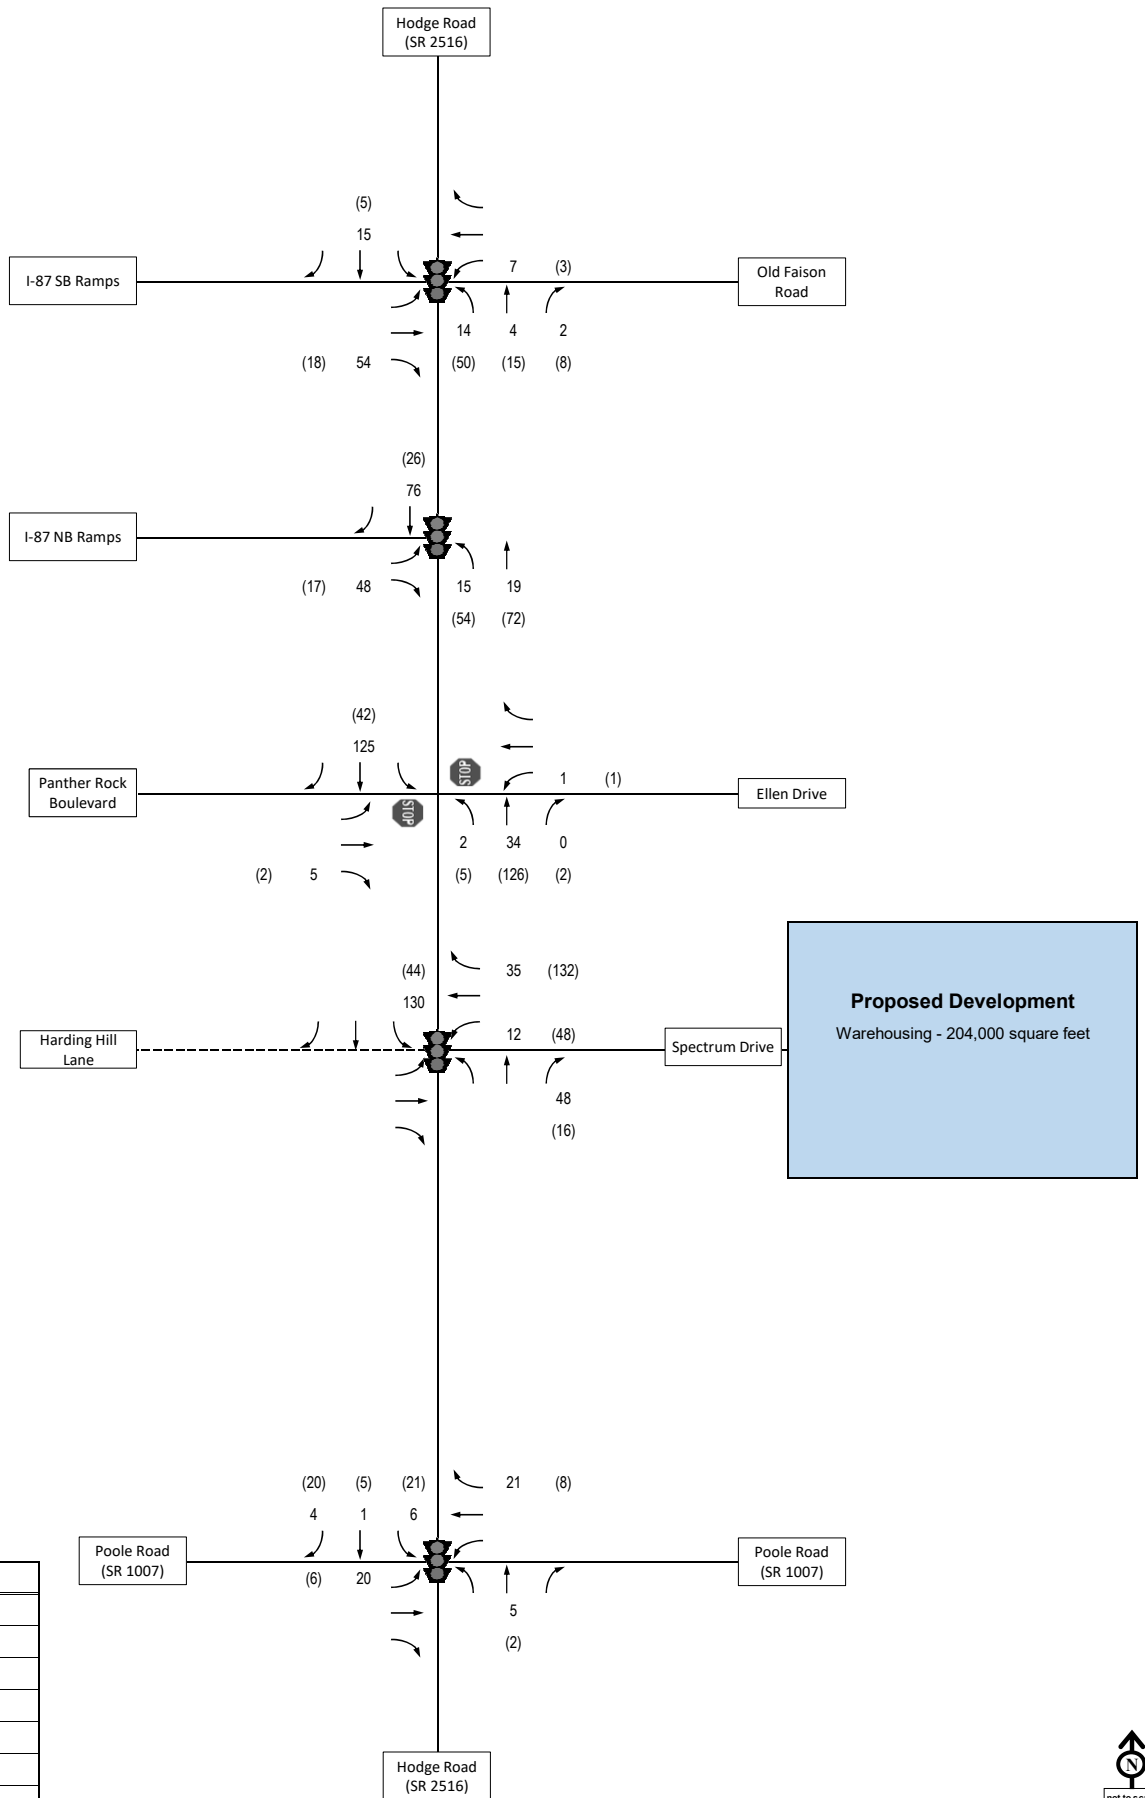 Hodge Road
(SR 2516)
(5)
15
I-87 SB Ramps
7 (3)
Old Faison
Road
14 4 2
(18) 54 (50) (15) (8)
(26)
76
I-87 NB Ramps
(17) 48 15 19
(54) (72)
(42)
125
STOP
Panther Rock
Boulevard
1 (1)
Ellen Drive
STOP
2 34 0
(2) 5 (5) (126) (2)
(44) 35 (132)
130
Proposed Development
Warehousing - 204,000 square feet
Harding Hill
Lane
12 (48)
Spectrum Drive
48
(16)
(20) (5) (21) 21 (8)
4 1 6
Poole Road
(SR 1007)
(6) 20
Poole Road
(SR 1007)
5
(2)
Hodge Road
(SR 2516)
N